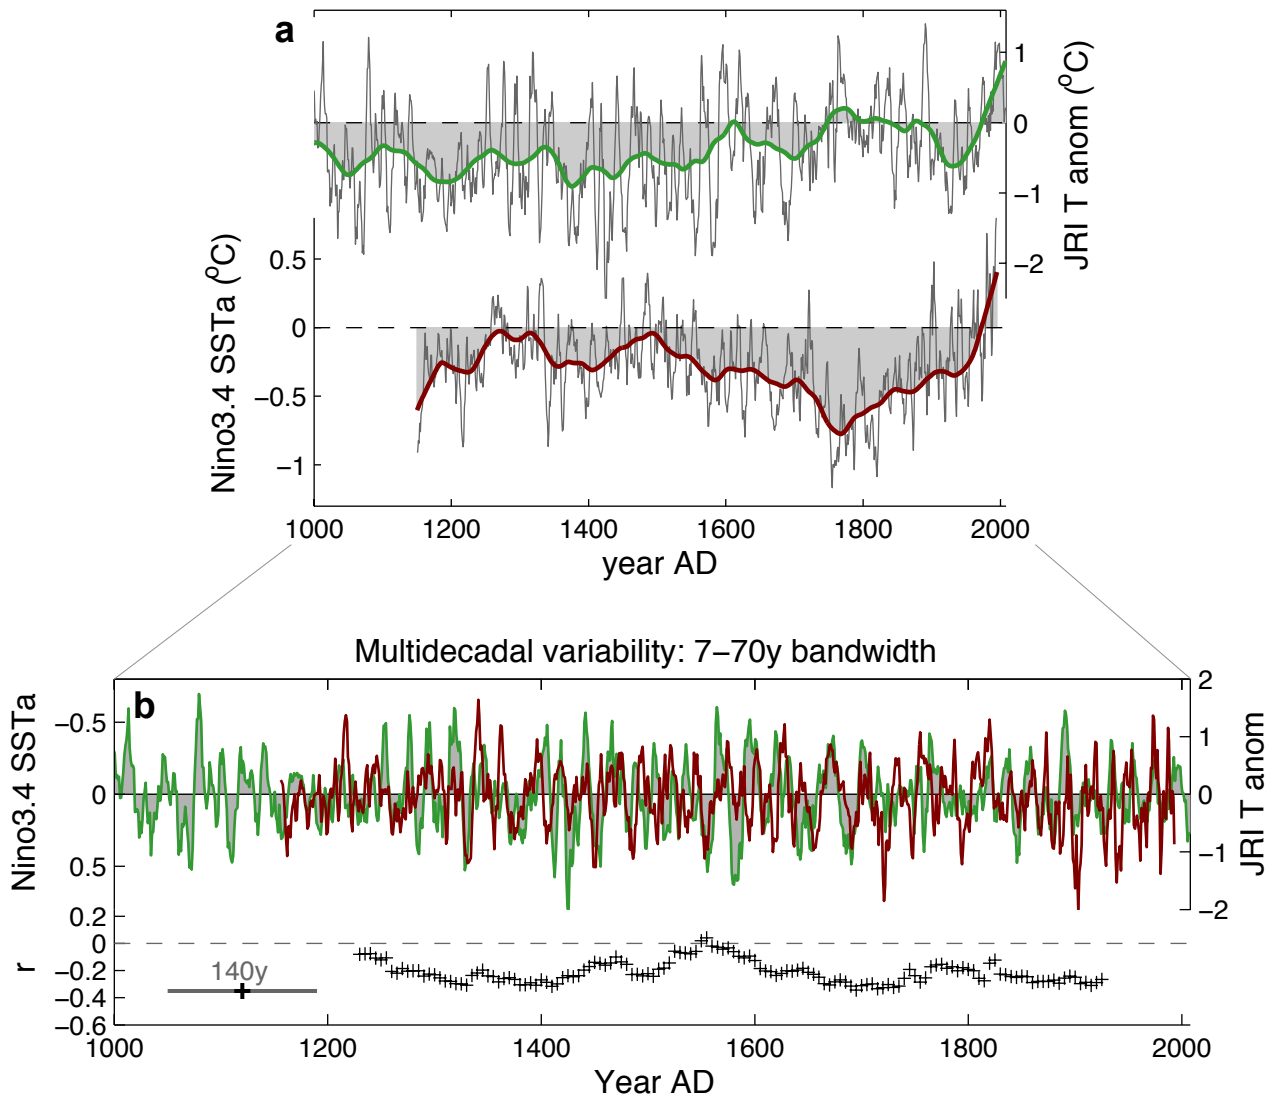 a
1
0
−1
−2
JRI T anom (°C)
0.5
0
−0.5
−1
Nino3.4 SSTa (°C)
1000 1200 1400 1600 1800 2000
year AD
Multidecadal variability: 7−70y bandwidth
b
−0.5
0
0.5
Nino3.4 SSTa
2
1
0
−1
−2
JRI T anom
0.2
0
−0.2
−0.4
−0.6
r
140y
1000 1200 1400 1600 1800 2000
Year AD